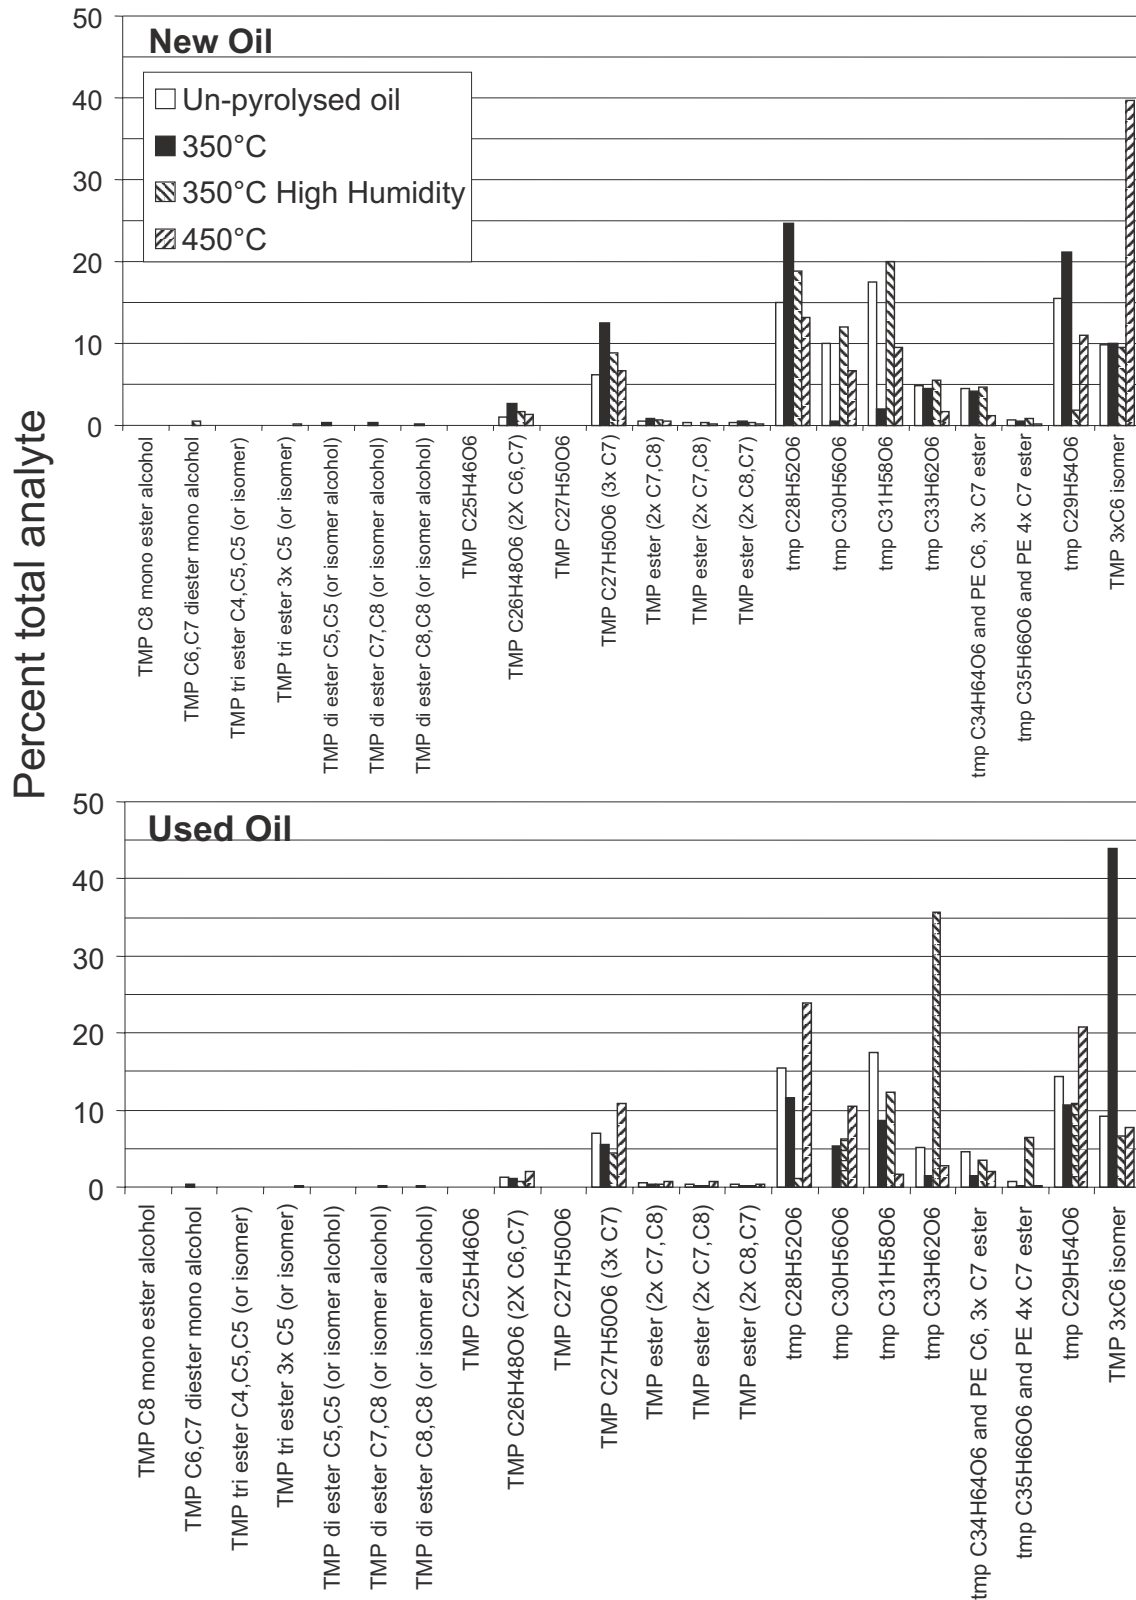 Percent total analyte
New Oil
Un-pyrolysed oil
350°C
350°C High Humidity
450°C
50
40
30
20
10
0
TMP C8 mono ester alcohol
TMP C6,C7 diester mono alcohol
TMP tri ester C4,C5,C5 (or isomer)
TMP tri ester 3x C5 (or isomer)
TMP di ester C5,C5 (or isomer alcohol)
TMP di ester C7,C8 (or isomer alcohol)
TMP di ester C8,C8 (or isomer alcohol)
TMP C25H46O6
TMP C26H48O6 (2X C6,C7)
TMP C27H50O6
TMP C27H50O6 (3x C7)
TMP ester (2x C7,C8)
TMP ester (2x C7,C8)
TMP ester (2x C8,C7)
tmp C28H52O6
tmp C30H56O6
tmp C31H58O6
tmp C33H62O6
tmp C34H64O6 and PE C6, 3x C7 ester
tmp C35H66O6 and PE 4x C7 ester
tmp C29H54O6
TMP 3xC6 isomer
Used Oil
50
40
30
20
10
0
TMP C8 mono ester alcohol
TMP C6,C7 diester mono alcohol
TMP tri ester C4,C5,C5 (or isomer)
TMP tri ester 3x C5 (or isomer)
TMP di ester C5,C5 (or isomer alcohol)
TMP di ester C7,C8 (or isomer alcohol)
TMP di ester C8,C8 (or isomer alcohol)
TMP C25H46O6
TMP C26H48O6 (2X C6,C7)
TMP C27H50O6
TMP C27H50O6 (3x C7)
TMP ester (2x C7,C8)
TMP ester (2x C7,C8)
TMP ester (2x C8,C7)
tmp C28H52O6
tmp C30H56O6
tmp C31H58O6
tmp C33H62O6
tmp C34H64O6 and PE C6, 3x C7 ester
tmp C35H66O6 and PE 4x C7 ester
tmp C29H54O6
TMP 3xC6 isomer